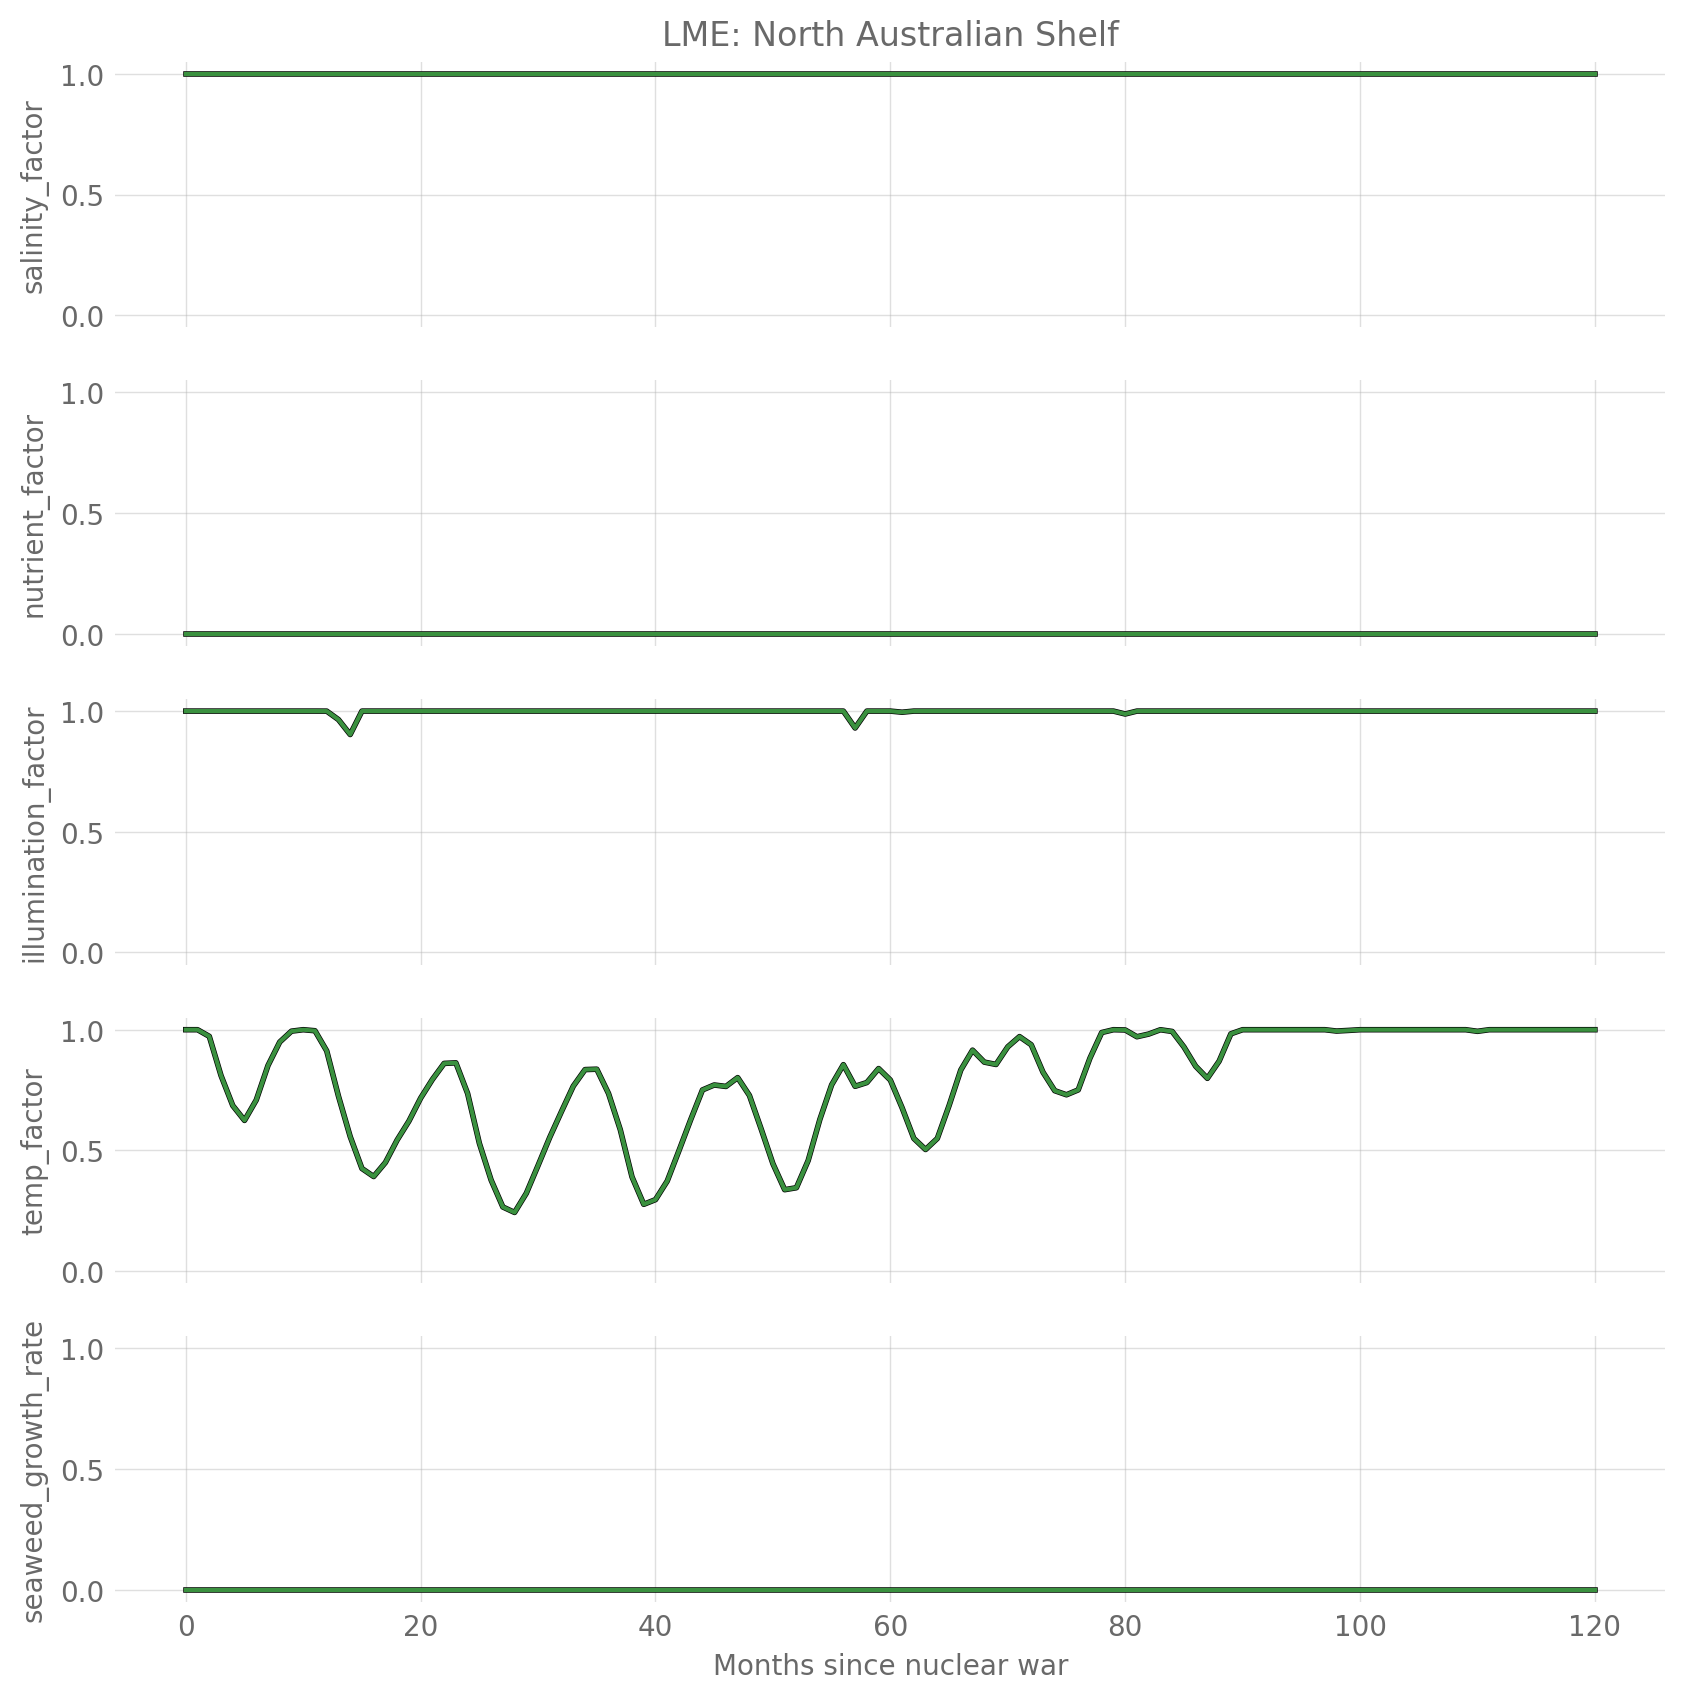 LME: North Australian Shelf
1.0
0.5
0.0
salinity_factor
1.0
0.5
0.0
nutrient_factor
1.0
0.5
0.0
illumination_factor
1.0
0.5
0.0
temp_factor
1.0
0.5
0.0
seaweed_growth_rate
0 20 40 60 80 100 120
Months since nuclear war